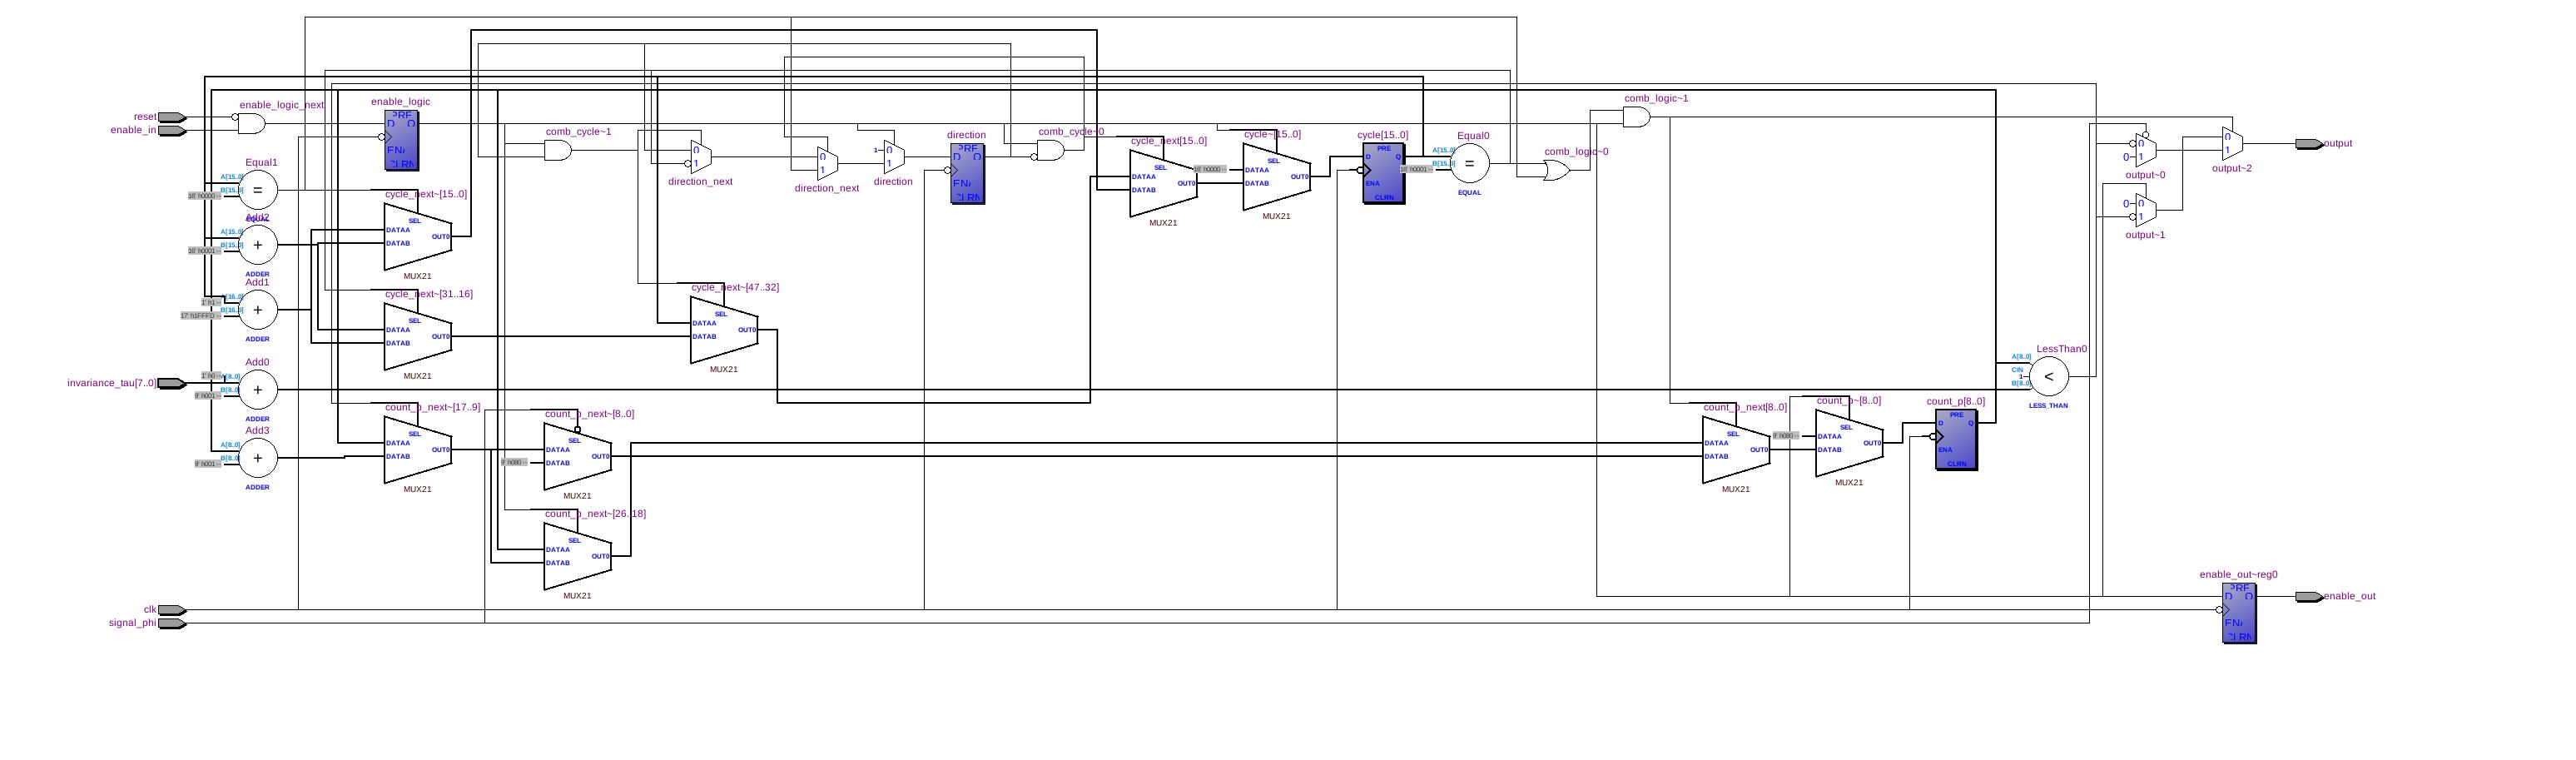 reset
enable_in
enable_logic_next
enable_logic
PRE
D Q
ENA
CLRN
comb_cycle~1
0
1
direction_next
0
1
direction_next
1
0
1
direction
direction
PRE
D Q
ENA
CLRN
comb_cycle~0
cycle_next[15..0]
SEL
DATAA
DATAB
OUT0
MUX21
cycle~[15..0]
16' h0000 --
SEL
DATAA
DATAB
OUT0
MUX21
cycle[15..0]
PRE
D Q
ENA
CLRN
Equal0
A[15..0]
B[15..0]
16' h0001 --
=
EQUAL
comb_logic~0
comb_logic~1
0
0
1
output~0
0
0
1
output~1
0
1
output~2
output
Equal1
A[15..0]
B[15..0]
16' h0000 --
=
EQUAL
cycle_next~[15..0]
SEL
DATAA
DATAB
OUT0
MUX21
Add2
A[15..0]
B[15..0]
16' h0001 --
+
ADDER
Add1
A[16..0]
1' h1 --
B[16..0]
17' h1FFFD --
+
ADDER
cycle_next~[31..16]
SEL
DATAA
DATAB
OUT0
MUX21
cycle_next~[47..32]
SEL
DATAA
DATAB
OUT0
MUX21
invariance_tau[7..0]
Add0
1' h0 --
A[8..0]
B[8..0]
9' h001 --
+
ADDER
LessThan0
A[8..0]
CIN
1
B[8..0]
<
LESS_THAN
Add3
A[8..0]
B[8..0]
9' h001 --
+
ADDER
count_p_next~[17..9]
SEL
DATAA
DATAB
OUT0
MUX21
count_p_next~[8..0]
SEL
DATAA
9' h080 --
DATAB
OUT0
MUX21
count_p_next~[26..18]
SEL
DATAA
DATAB
OUT0
MUX21
count_p_next[8..0]
SEL
DATAA
DATAB
OUT0
MUX21
count_p~[8..0]
9' h080 --
SEL
DATAA
DATAB
OUT0
MUX21
count_p[8..0]
PRE
D Q
ENA
CLRN
clk
signal_phi
enable_out~reg0
PRE
D Q
ENA
CLRN
enable_out